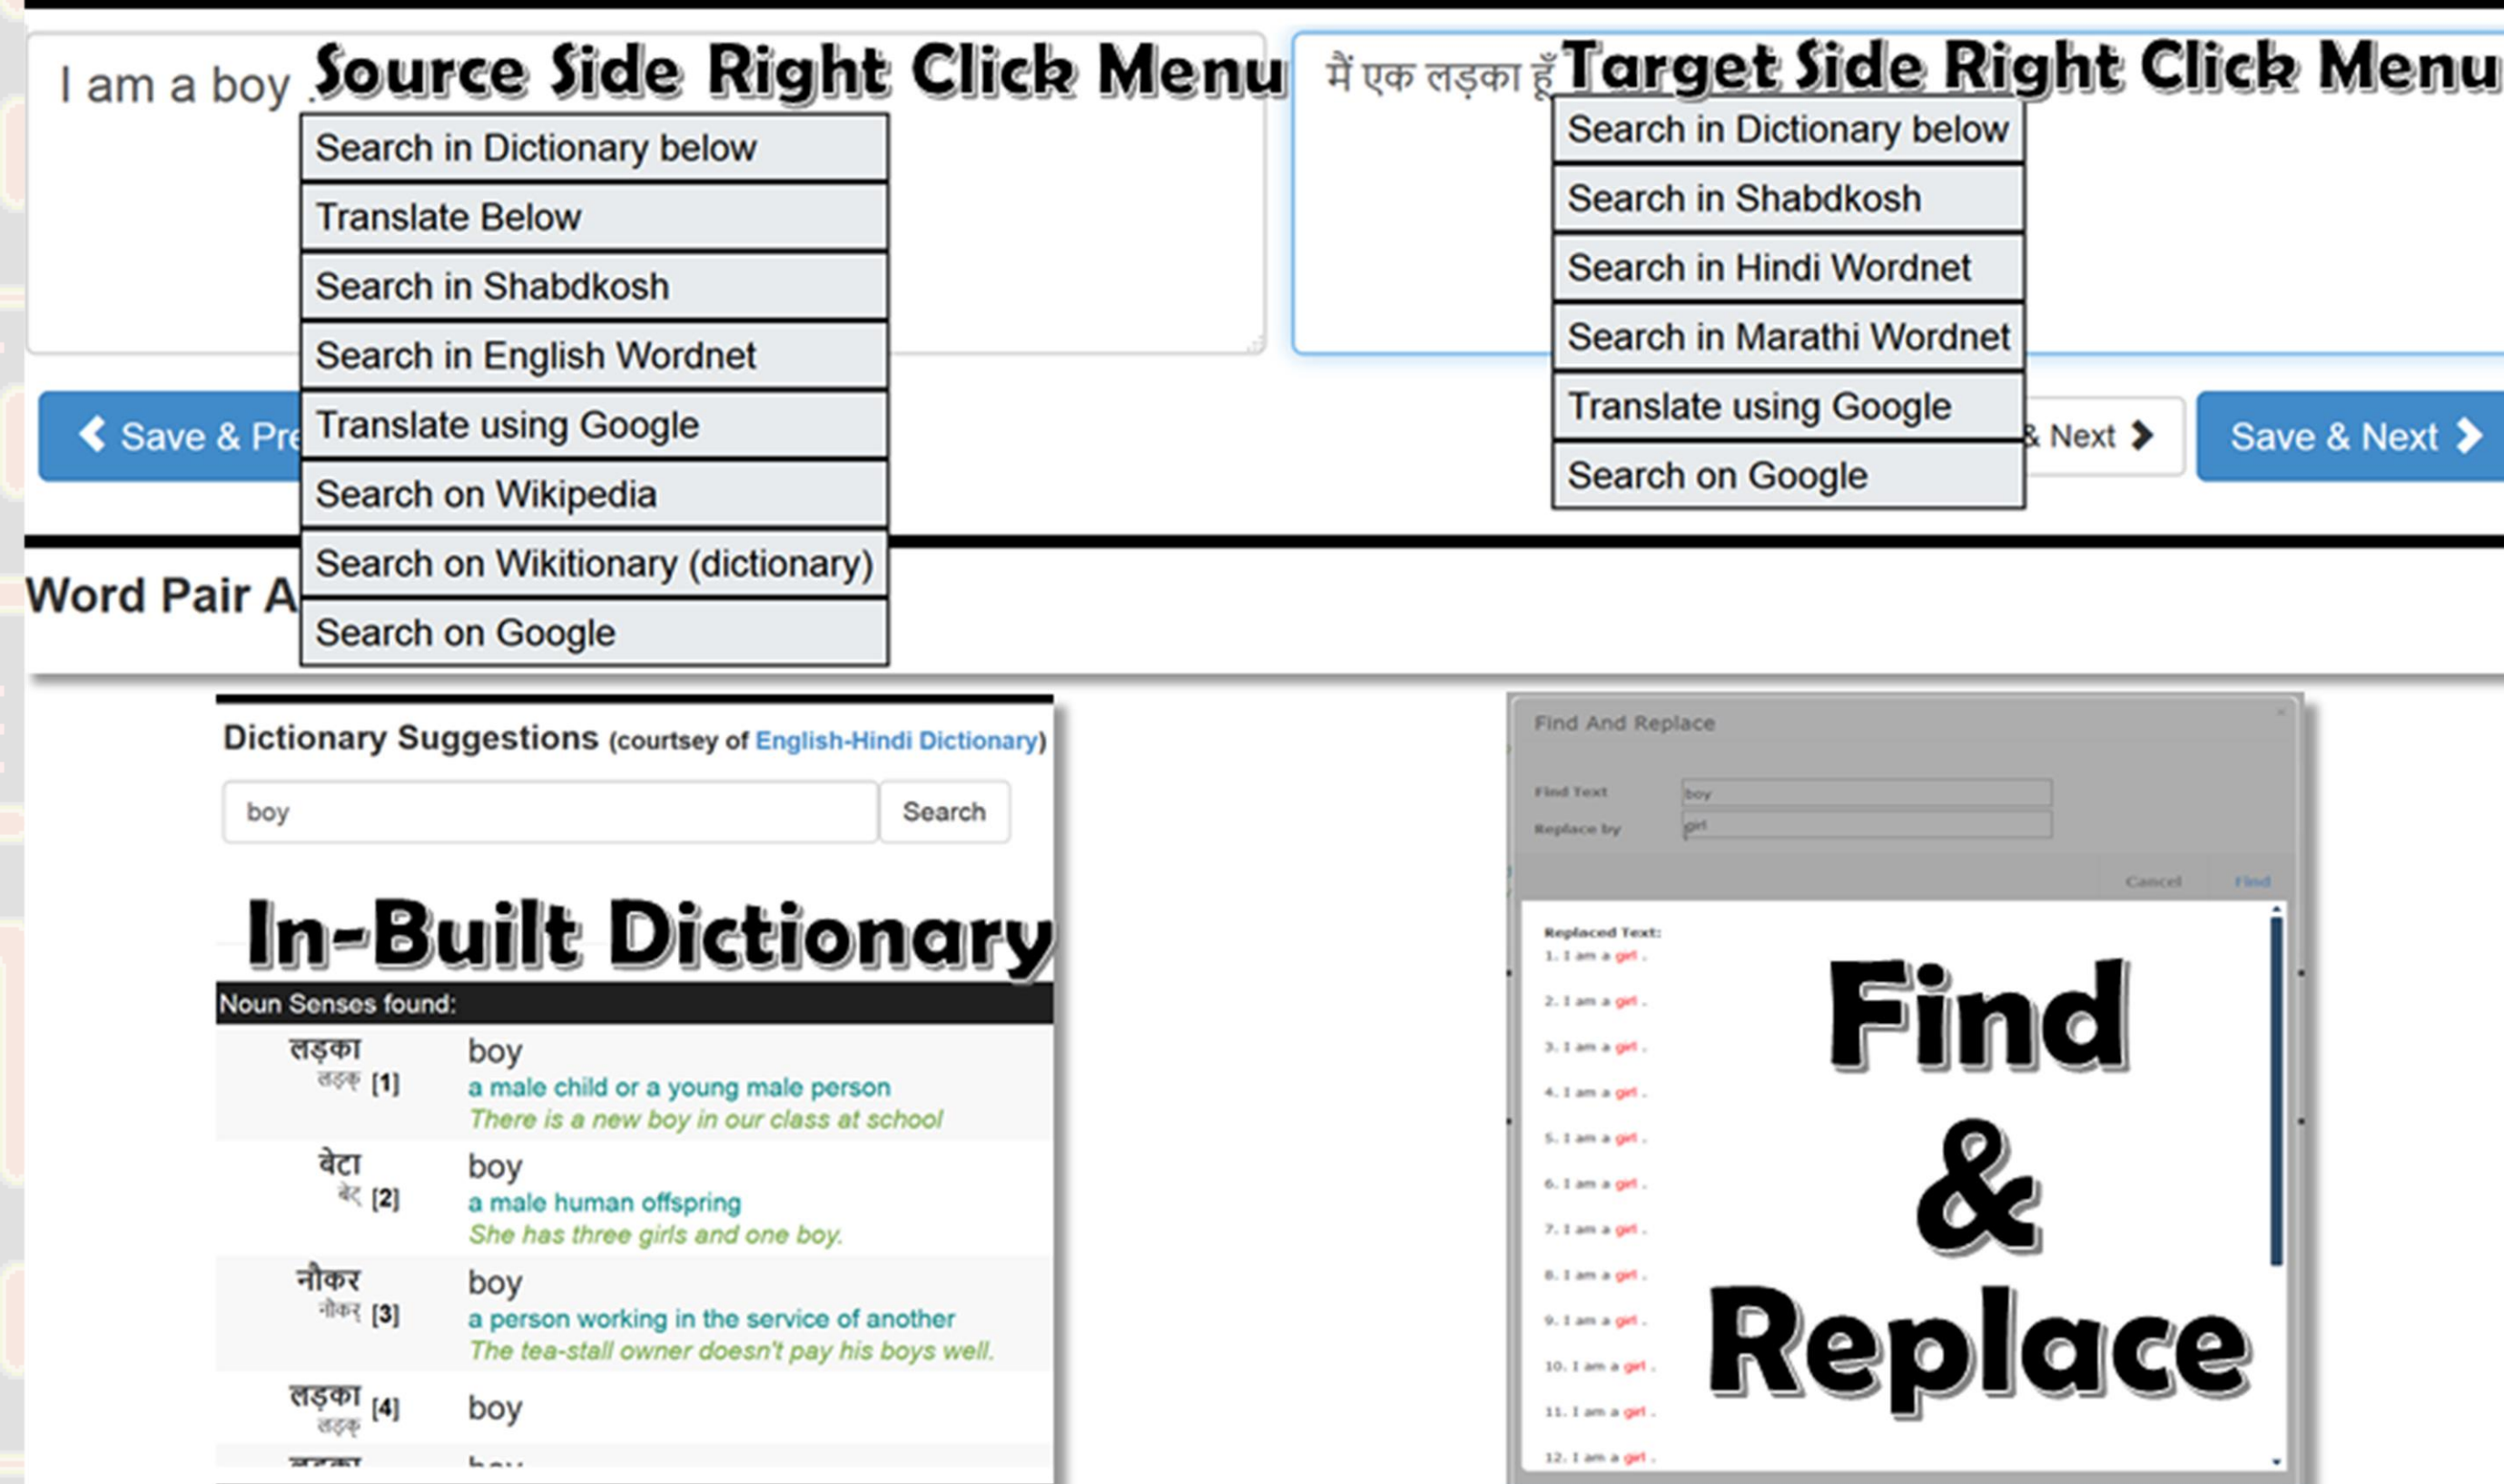 I am a boy .
Source Side Right Click Menu
Search in Dictionary below
Translate Below
Search in Shabdkosh
Search in English Wordnet
Translate using Google
Search on Wikipedia
Search on Wikitionary (dictionary)
Search on Google
मैं एक लड़का हूँ
Target Side Right Click Menu
Search in Dictionary below
Search in Shabdkosh
Search in Hindi Wordnet
Search in Marathi Wordnet
Translate using Google
Search on Google
Save &
& Next
Save & Next
Word Pair
Dictionary Suggestions (courtsey of English-Hindi Dictionary)
boy
Search
In-Built Dictionary
Noun Senses found:
लड़का boy
लड़क् [1] a male child or a young male person
There is a new boy in our class at school
बेटा boy
बेट् [2] a male human offspring
She has three girls and one boy.
नौकर boy
नौकर् [3] a person working in the service of another
The tea-stall owner doesn't pay his boys well.
लड़का [4] boy
लड़क्
Find And Replace
Find Text boy
Replace by girl
Cancel Find
Replaced Text:
1. I am a girl .
2. I am a girl .
3. I am a girl .
4. I am a girl .
5. I am a girl .
6. I am a girl .
7. I am a girl .
8. I am a girl .
9. I am a girl .
10. I am a girl .
11. I am a girl .
12. I am a girl .
Find
&
Replace